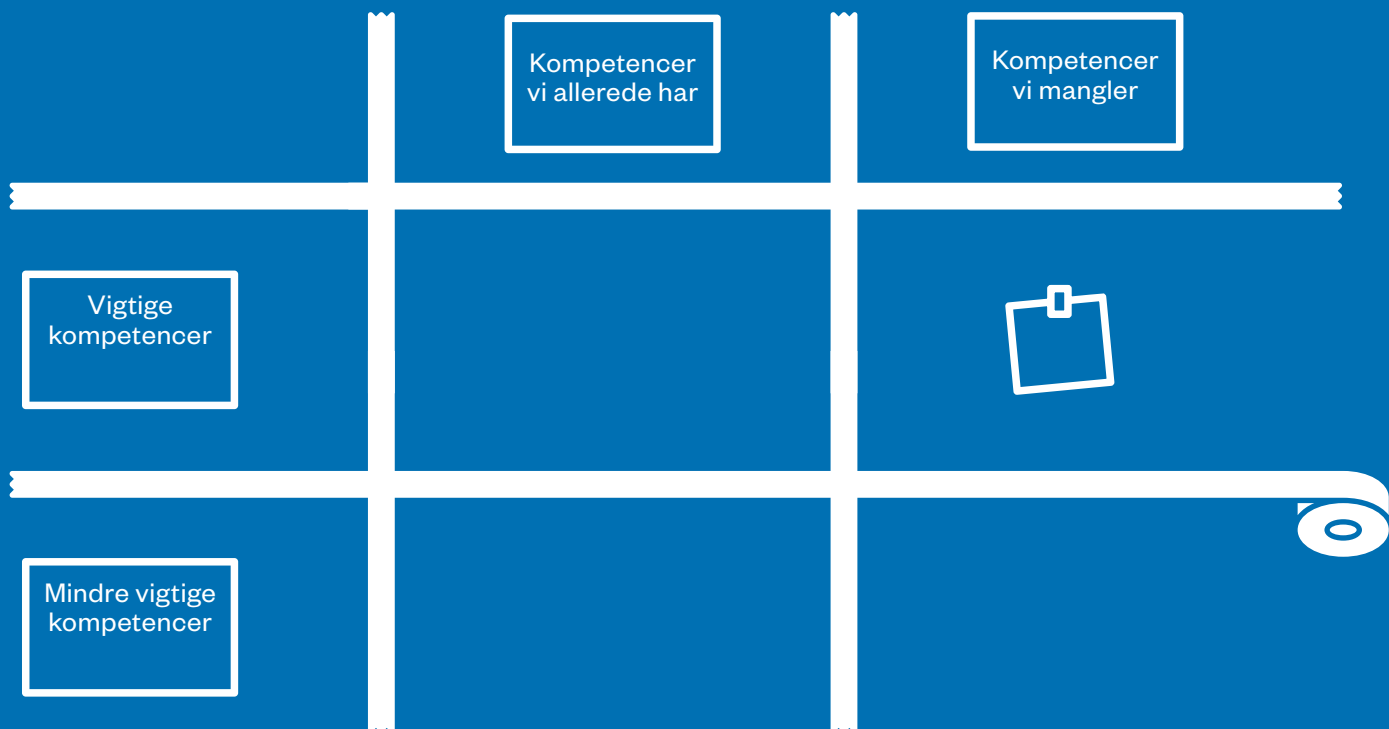 Kompetencer
vi allerede har
Kompetencer
vi mangler
Vigtige
kompetencer
Mindre vigtige
kompetencer